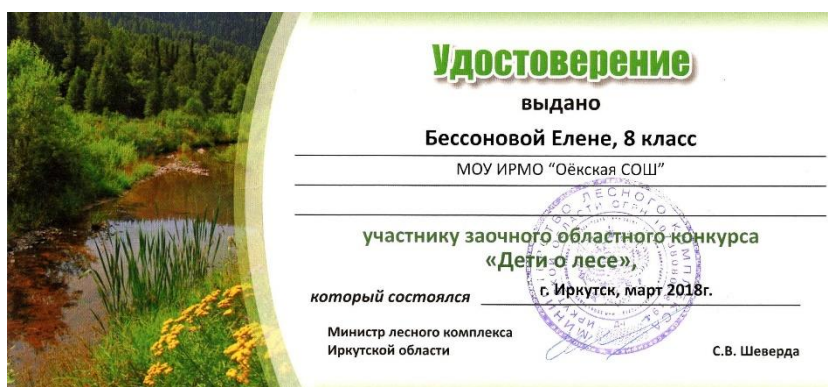 Удостоверение
выдано
Бессоновой Елене, 8 класс
МОУ ИРМО "Оёкская СОШ"
участнику заочного областного конкурса
«Дети о лесе»,
который состоялся г. Иркутск, март 2018г.
Министр лесного комплекса
Иркутской области
С.В. Шеверда